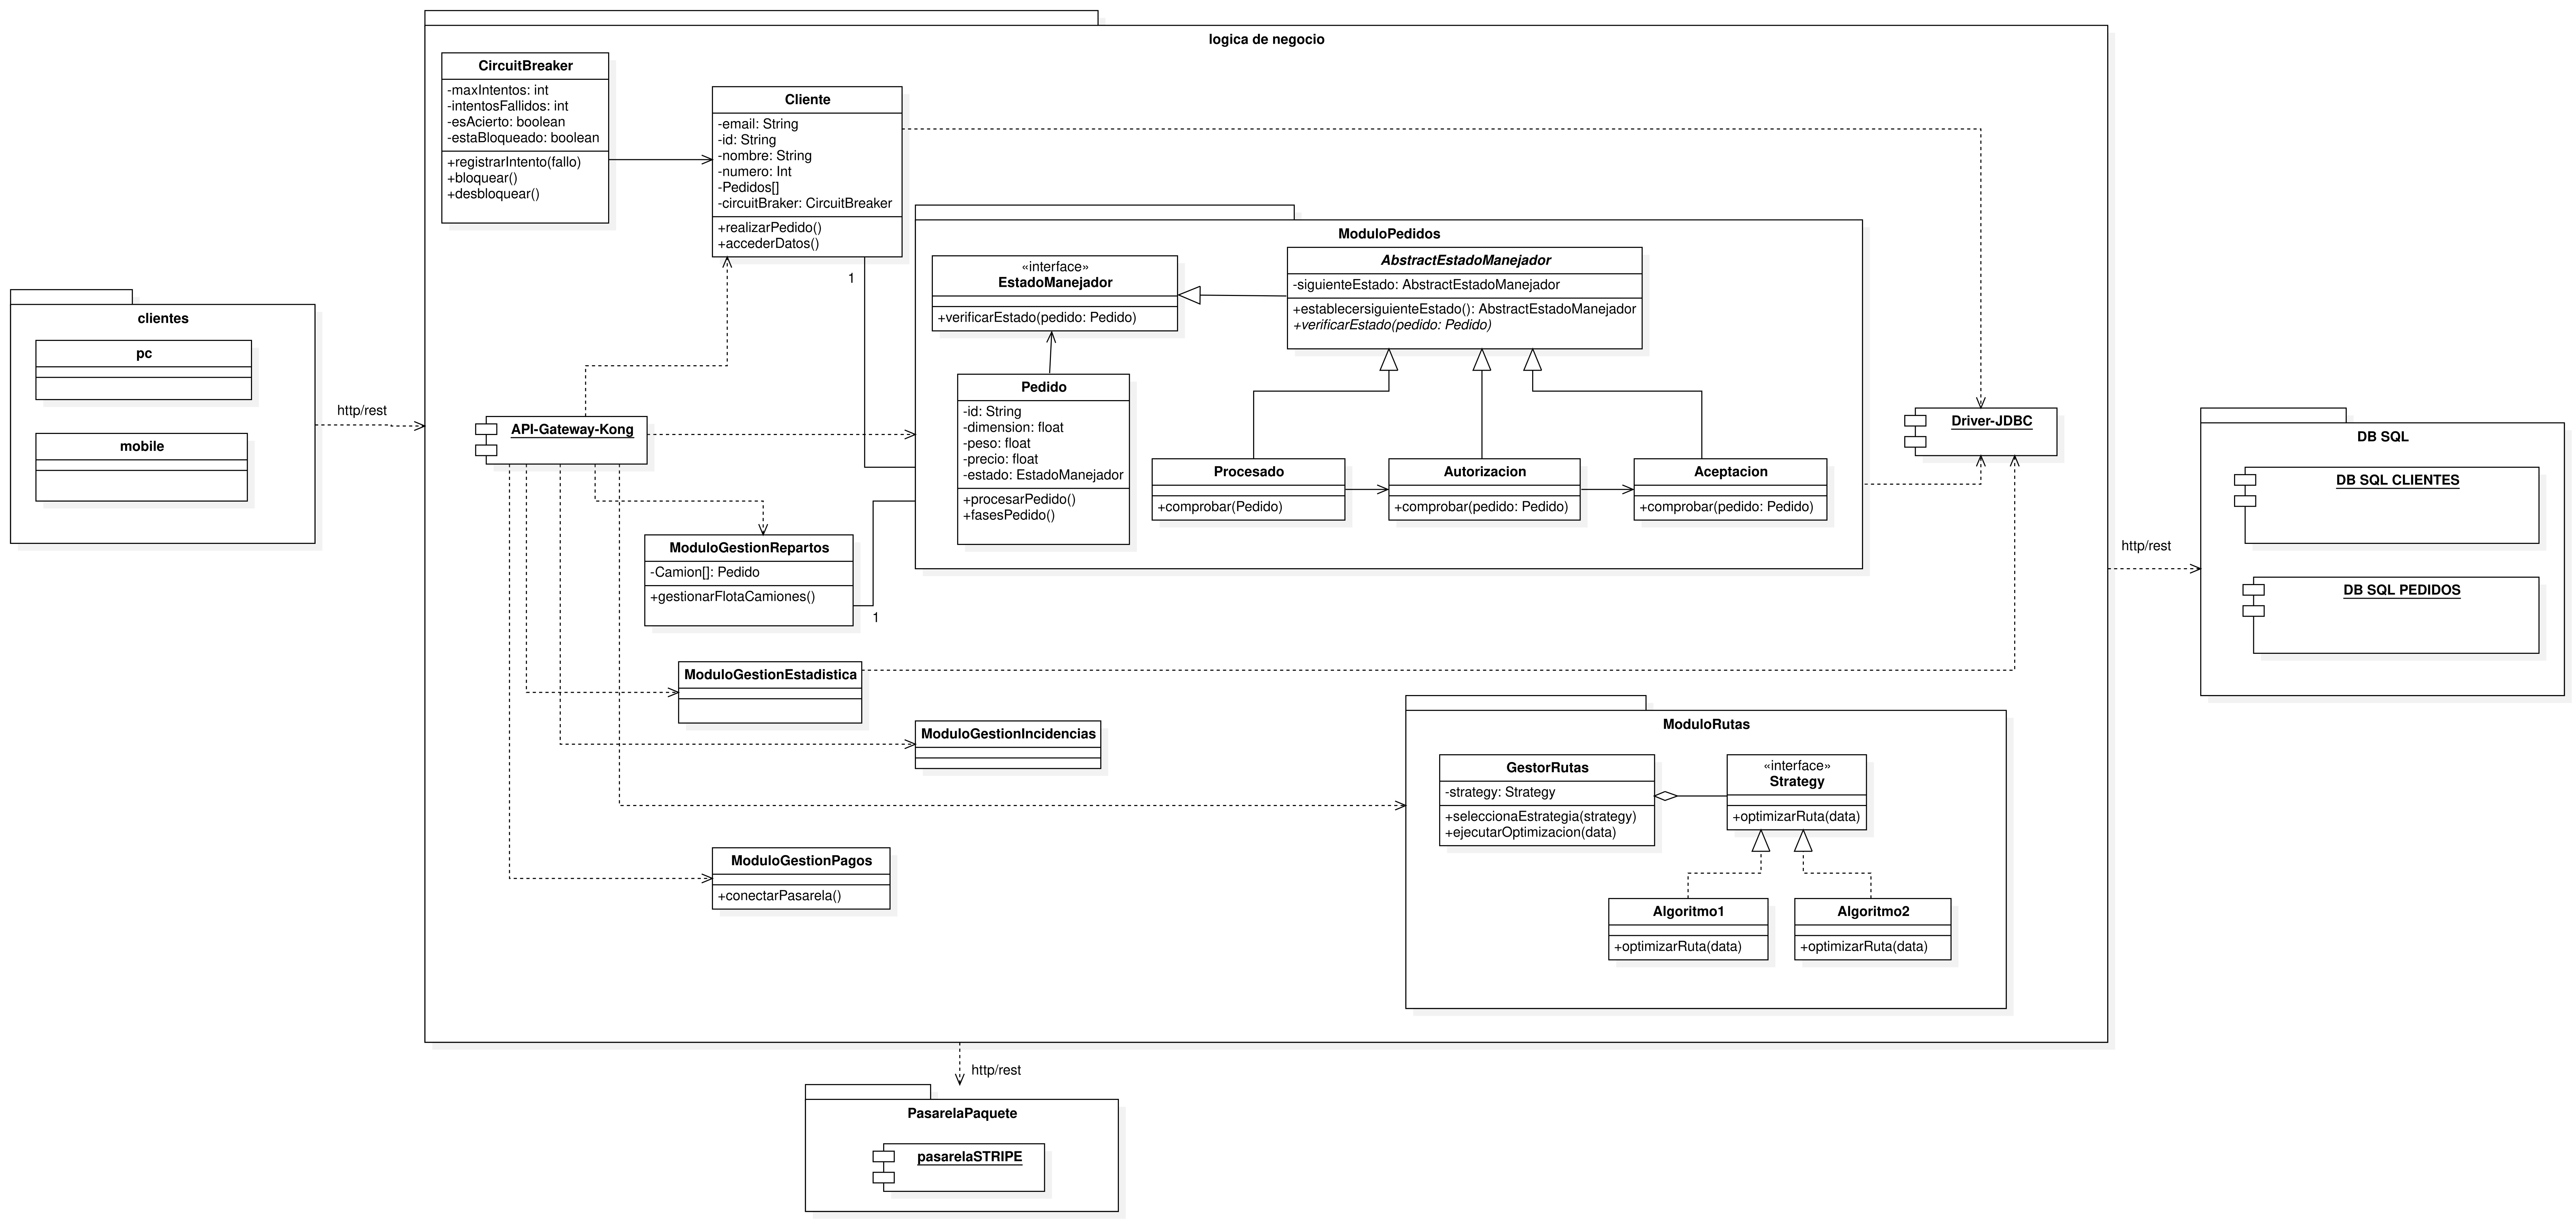 logica de negocio
CircuitBreaker
-maxIntentos: int
-intentosFallidos: int
-esAcierto: boolean
-estaBloqueado: boolean
+registrarIntento(fallo)
+bloquear()
+desbloquear()
Cliente
-email: String
-id: String
-nombre: String
-numero: Int
-Pedidos[]
-circuitBraker: CircuitBreaker
+realizarPedido()
+accederDatos()
1
ModuloPedidos
«interface»
EstadoManejador
+verificarEstado(pedido: Pedido)
AbstractEstadoManejador
-siguienteEstado: AbstractEstadoManejador
+establecersiguienteEstado(): AbstractEstadoManejador
+verificarEstado(pedido: Pedido)
Pedido
-id: String
-dimension: float
-peso: float
-precio: float
-estado: EstadoManejador
+procesarPedido()
+fasesPedido()
Procesado
+comprobar(Pedido)
Autorizacion
+comprobar(pedido: Pedido)
Aceptacion
+comprobar(pedido: Pedido)
clientes
pc
mobile
http/rest
API-Gateway-Kong
Driver-JDBC
http/rest
DB SQL
DB SQL CLIENTES
DB SQL PEDIDOS
ModuloGestionRepartos
-Camion[]: Pedido
+gestionarFlotaCamiones()
1
ModuloGestionEstadistica
ModuloGestionIncidencias
ModuloRutas
GestorRutas
-strategy: Strategy
+seleccionaEstrategia(strategy)
+ejecutarOptimizacion(data)
«interface»
Strategy
+optimizarRuta(data)
Algoritmo1
+optimizarRuta(data)
Algoritmo2
+optimizarRuta(data)
ModuloGestionPagos
+conectarPasarela()
http/rest
PasarelaPaquete
pasarelaSTRIPE